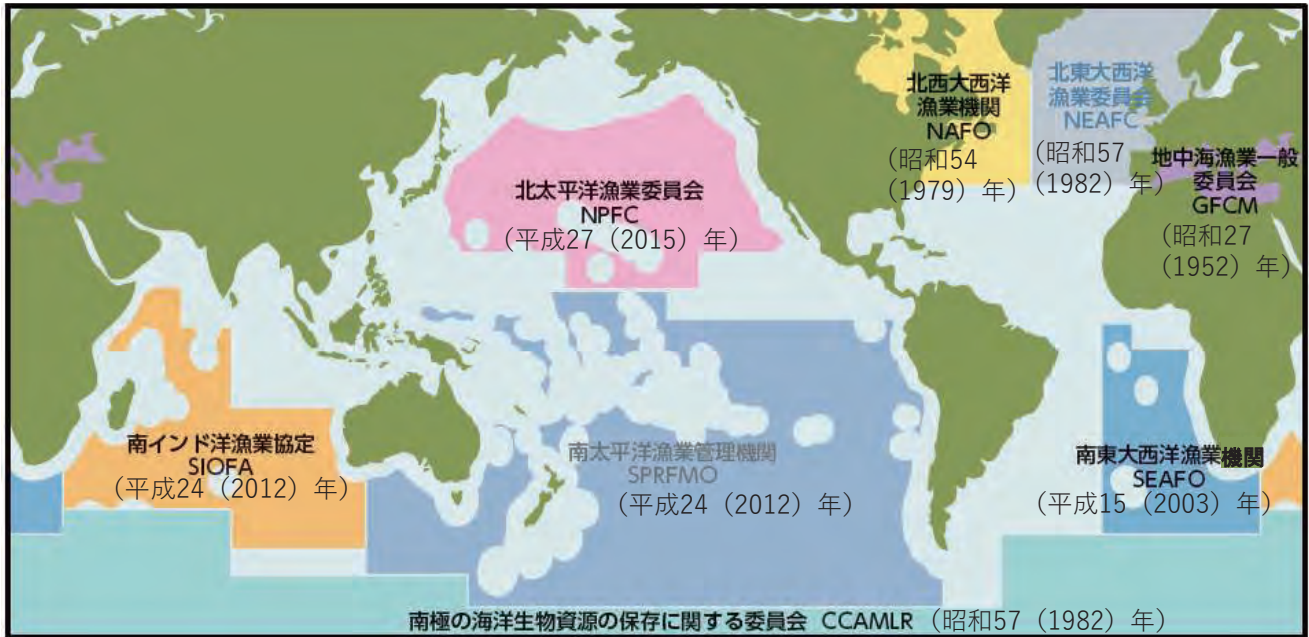 北西大西洋
漁業機関
NAFO
（昭和54
（1979）年）
北東大西洋
漁業委員会
NEAFC
（昭和57
（1982）年）
地中海漁業一般
委員会
GFCM
（昭和27
（1952）年）
北太平洋漁業委員会
NPFC
（平成27（2015）年）
南インド洋漁業協定
SIOFA
（平成24（2012）年）
南太平洋漁業管理機関
SPRFMO
（平成24（2012）年）
南東大西洋漁業機関
SEAFO
（平成15（2003）年）
南極の海洋生物資源の保存に関する委員会 CCAMLR（昭和57（1982）年）